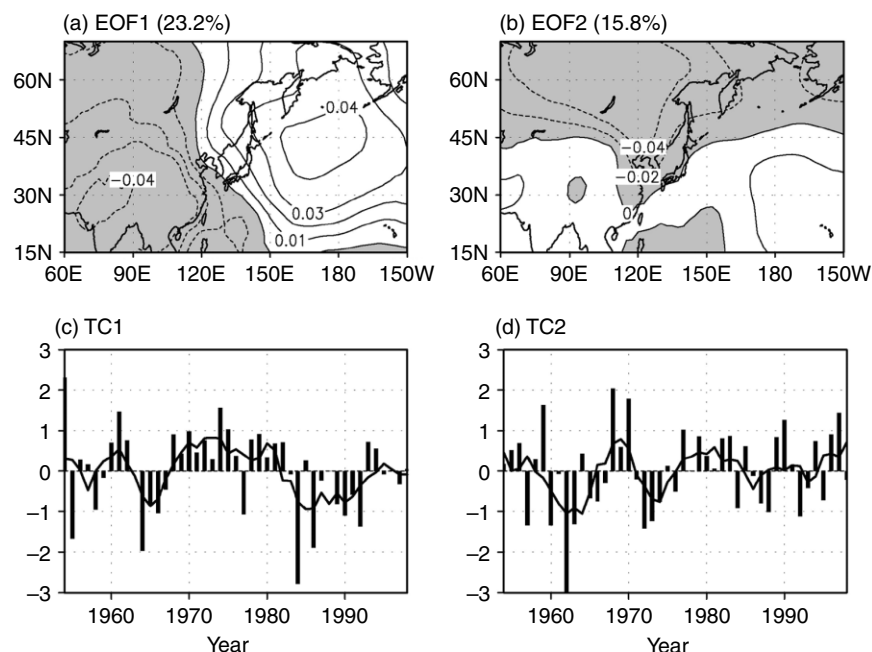 (a) EOF1 (23.2%)
(b) EOF2 (15.8%)
60N
45N
30N
15N
60E 90E 120E 150E 180 150W
0.04
−0.04
0.03
0.01
60N
45N
30N
15N
60E 90E 120E 150E 180 150W
−0.04
−0.02
0
(c) TC1
(d) TC2
3
2
1
0
−1
−2
−3
1960 1970 1980 1990
Year
3
2
1
0
−1
−2
−3
1960 1970 1980 1990
Year